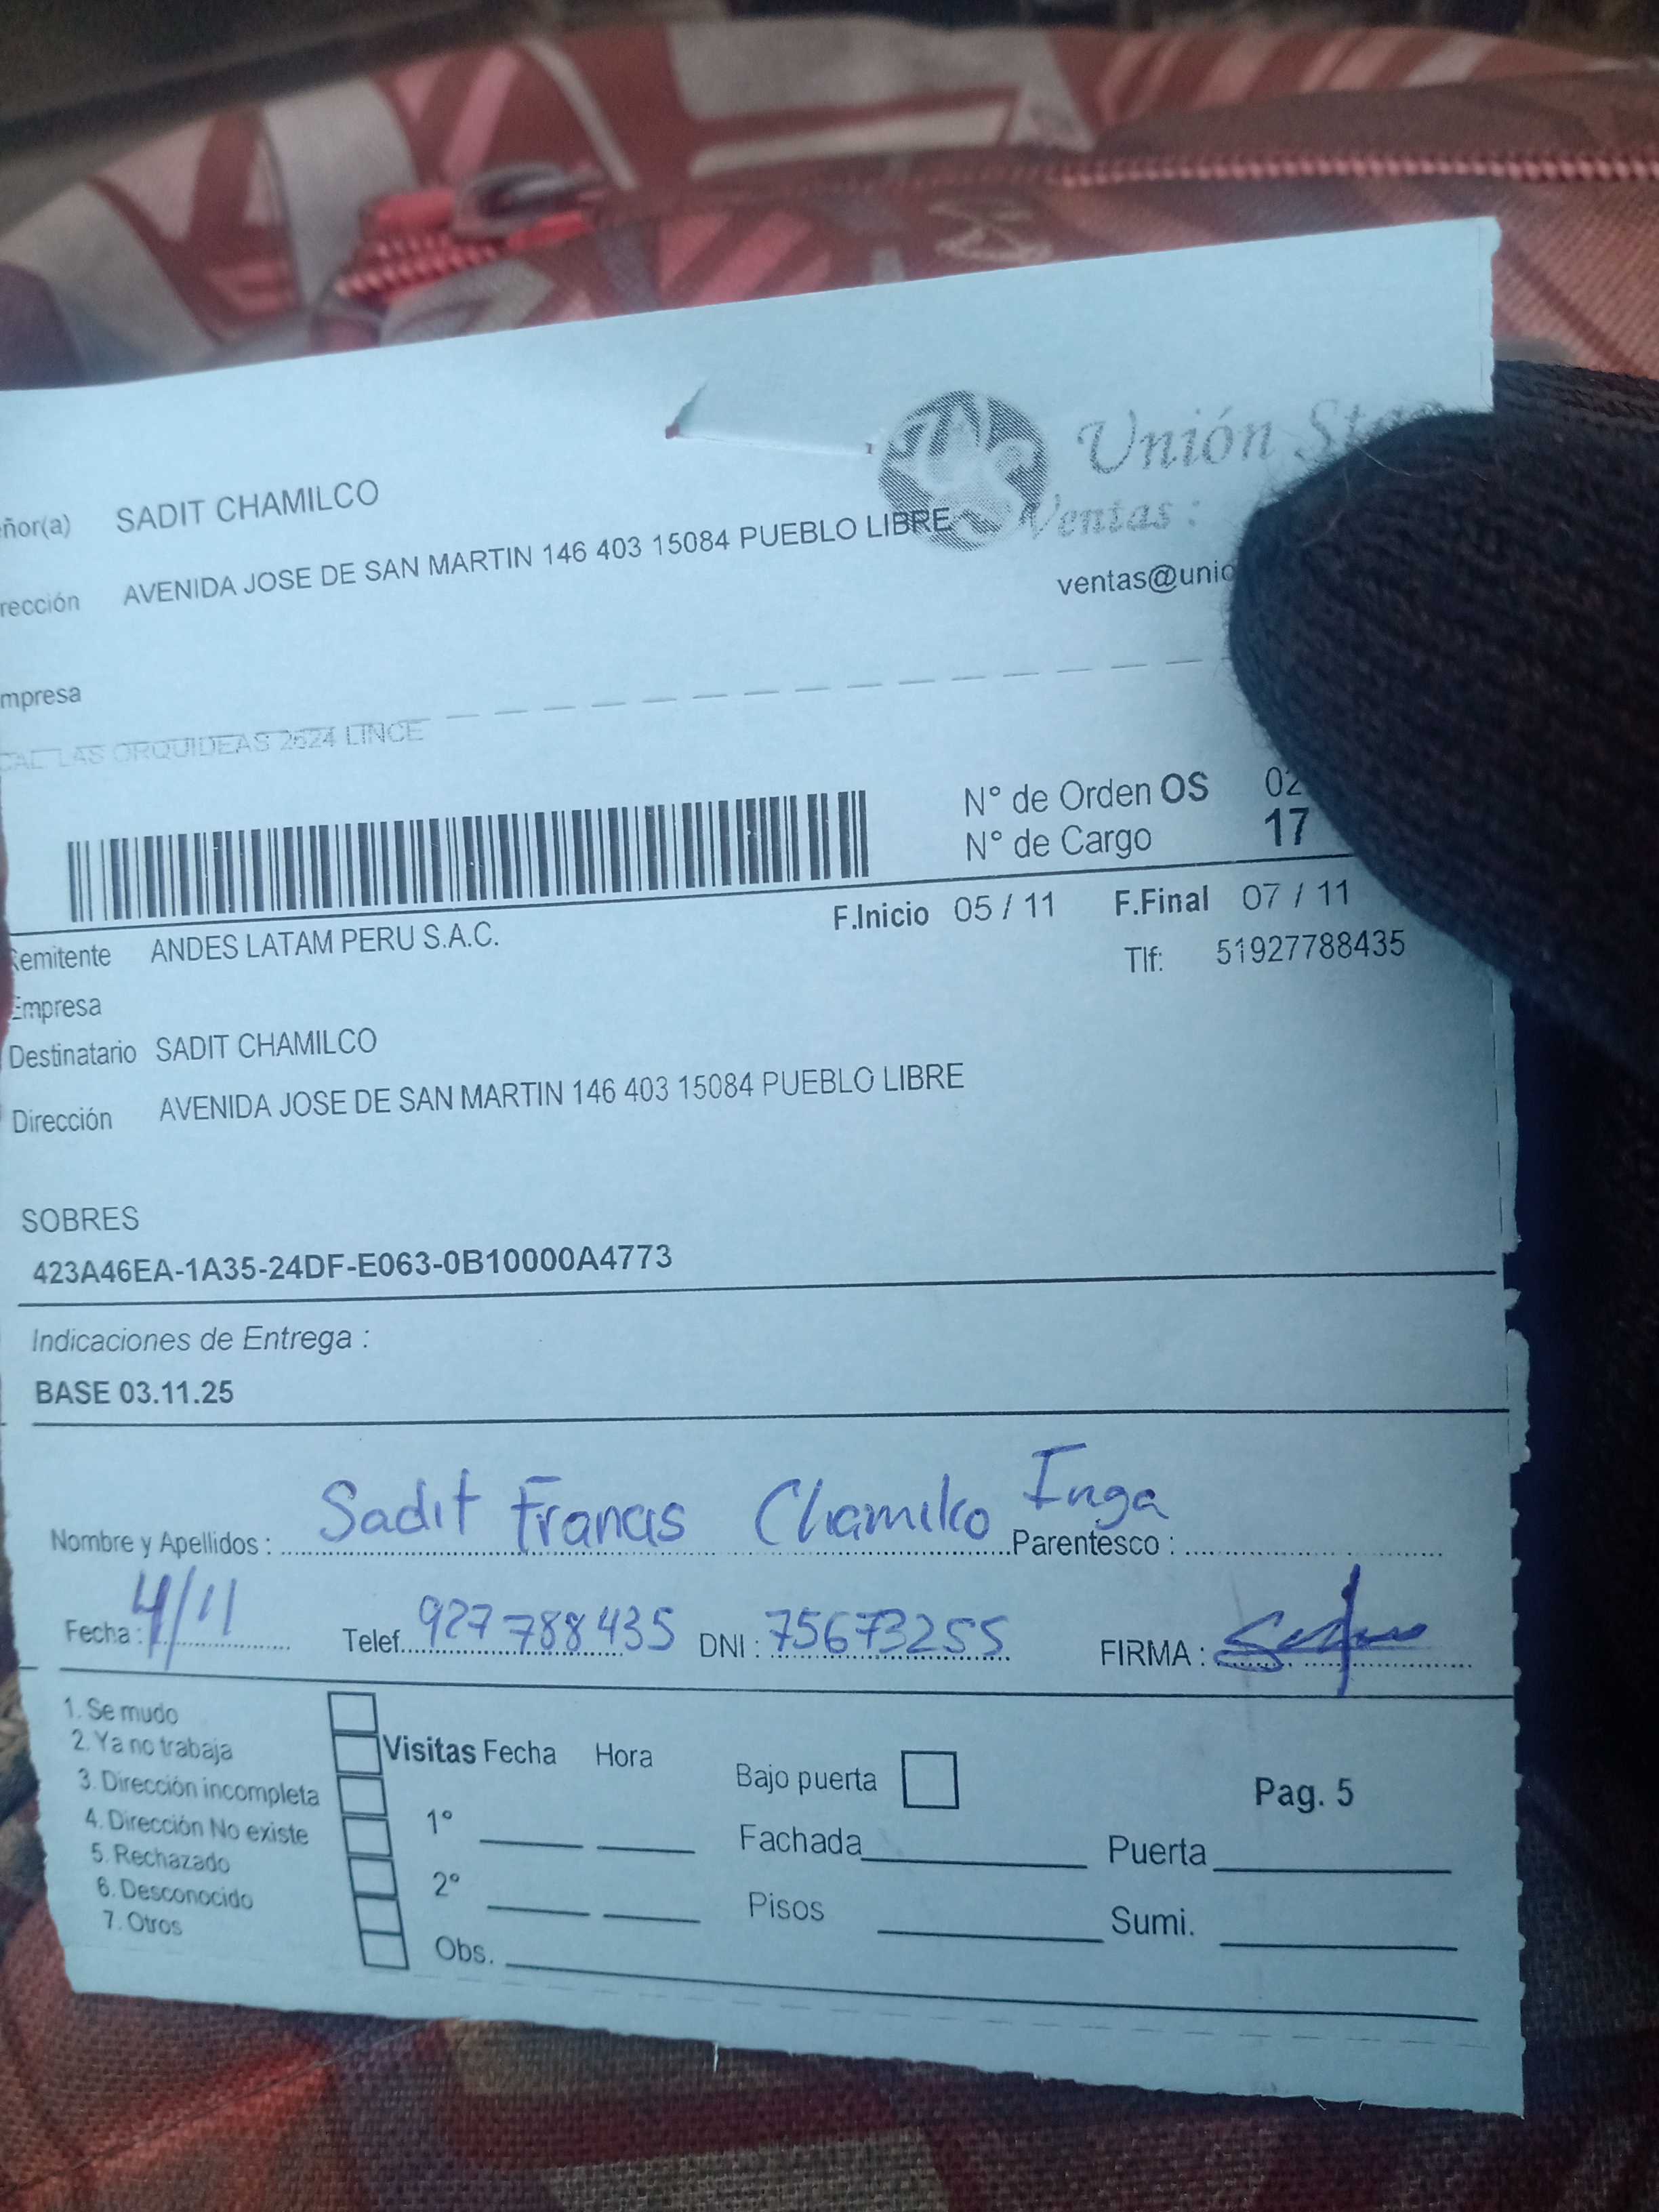 Unión
Ventas :
ñor(a) SADIT CHAMILCO
rección AVENIDA JOSE DE SAN MARTIN 146 403 15084 PUEBLO LIBRE
ventas@unio
mpresa
LAS ORQUIDEAS 2624 LINCE
N° de Orden OS 02
N° de Cargo 17
F.Inicio 05 / 11 F.Final 07 / 11
Remitente ANDES LATAM PERU S.A.C.
Tlf: 51927788435
Empresa
Destinatario SADIT CHAMILCO
Dirección AVENIDA JOSE DE SAN MARTIN 146 403 15084 PUEBLO LIBRE
SOBRES
423A46EA-1A35-24DF-E063-0B10000A4773
Indicaciones de Entrega :
BASE 03.11.25
Nombre y Apellidos : Sadit Francis Chamilco Inga Parentesco :
Fecha : 4/11 Telef. 927788435 DNI : 75673255 FIRMA :
1. Se mudo
2. Ya no trabaja
3. Dirección incompleta
4. Dirección No existe
5. Rechazado
6. Desconocido
7. Otros
Visitas Fecha Hora
1°
2°
Obs.
Bajo puerta
Fachada
Pisos
Pag. 5
Puerta
Sumi.